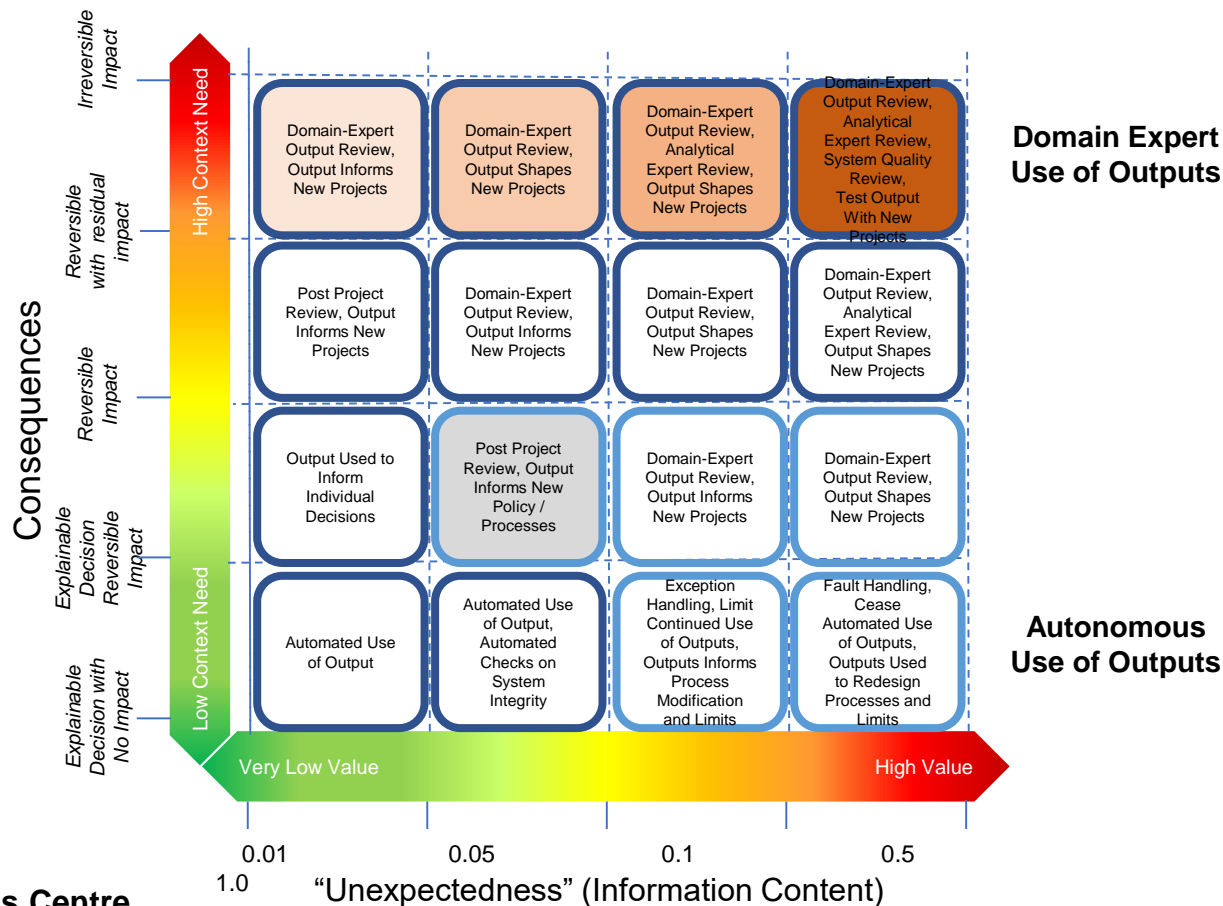 Irreversible
Impact
Reversible
with residual
impact
Reversible
Impact
Explainable
Decision
Reversible
Impact
Explainable
Decision with
No Impact
Consequences
High Context Need
Low Context Need
Domain-Expert
Output Review,
Output Informs
New Projects
Domain-Expert
Output Review,
Output Shapes
New Projects
Domain-Expert
Output Review,
Analytical
Expert Review,
Output Shapes
New Projects
Domain-Expert
Output Review,
Analytical
Expert Review,
System Quality
Review,
Test Output
With New
Projects
Domain Expert
Use of Outputs
Post Project
Review, Output
Informs New
Projects
Domain-Expert
Output Review,
Output Informs
New Projects
Domain-Expert
Output Review,
Output Shapes
New Projects
Domain-Expert
Output Review,
Analytical
Expert Review,
Output Shapes
New Projects
Output Used to
Inform
Individual
Decisions
Post Project
Review, Output
Informs New
Policy /
Processes
Domain-Expert
Output Review,
Output Informs
New Projects
Domain-Expert
Output Review,
Output Shapes
New Projects
Automated Use
of Output
Automated Use
of Output,
Automated
Checks on
System
Integrity
Exception
Handling, Limit
Continued Use
of Outputs,
Outputs Informs
Process
Modification
and Limits
Fault Handling,
Cease
Automated Use
of Outputs,
Outputs Used
to Redesign
Processes and
Limits
Autonomous
Use of Outputs
Very Low Value
High Value
0.01 0.05 0.1 0.5
1.0
"Unexpectedness" (Information Content)
Centre